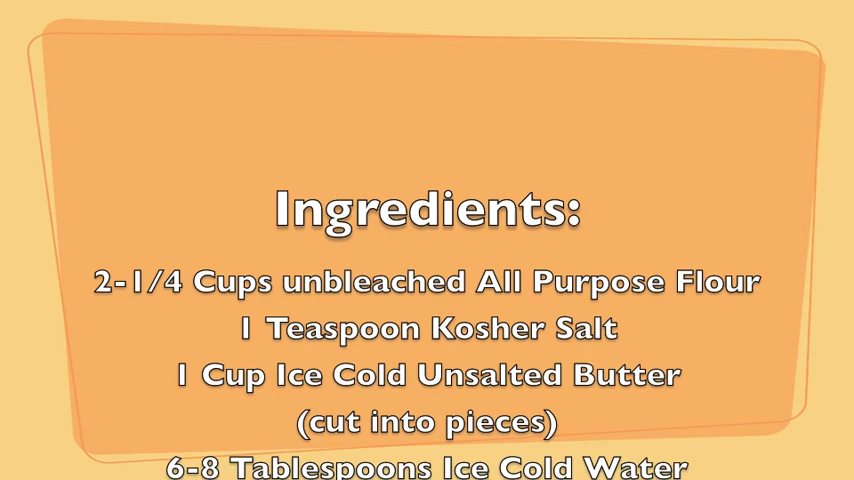 Ingredients:
2-1/4 Cups unbleached All Purpose Flour
1 Teaspoon Kosher Salt
1 Cup Ice Cold Unsalted Butter
(cut into pieces)
6-8 Tablespoons Ice Cold Water